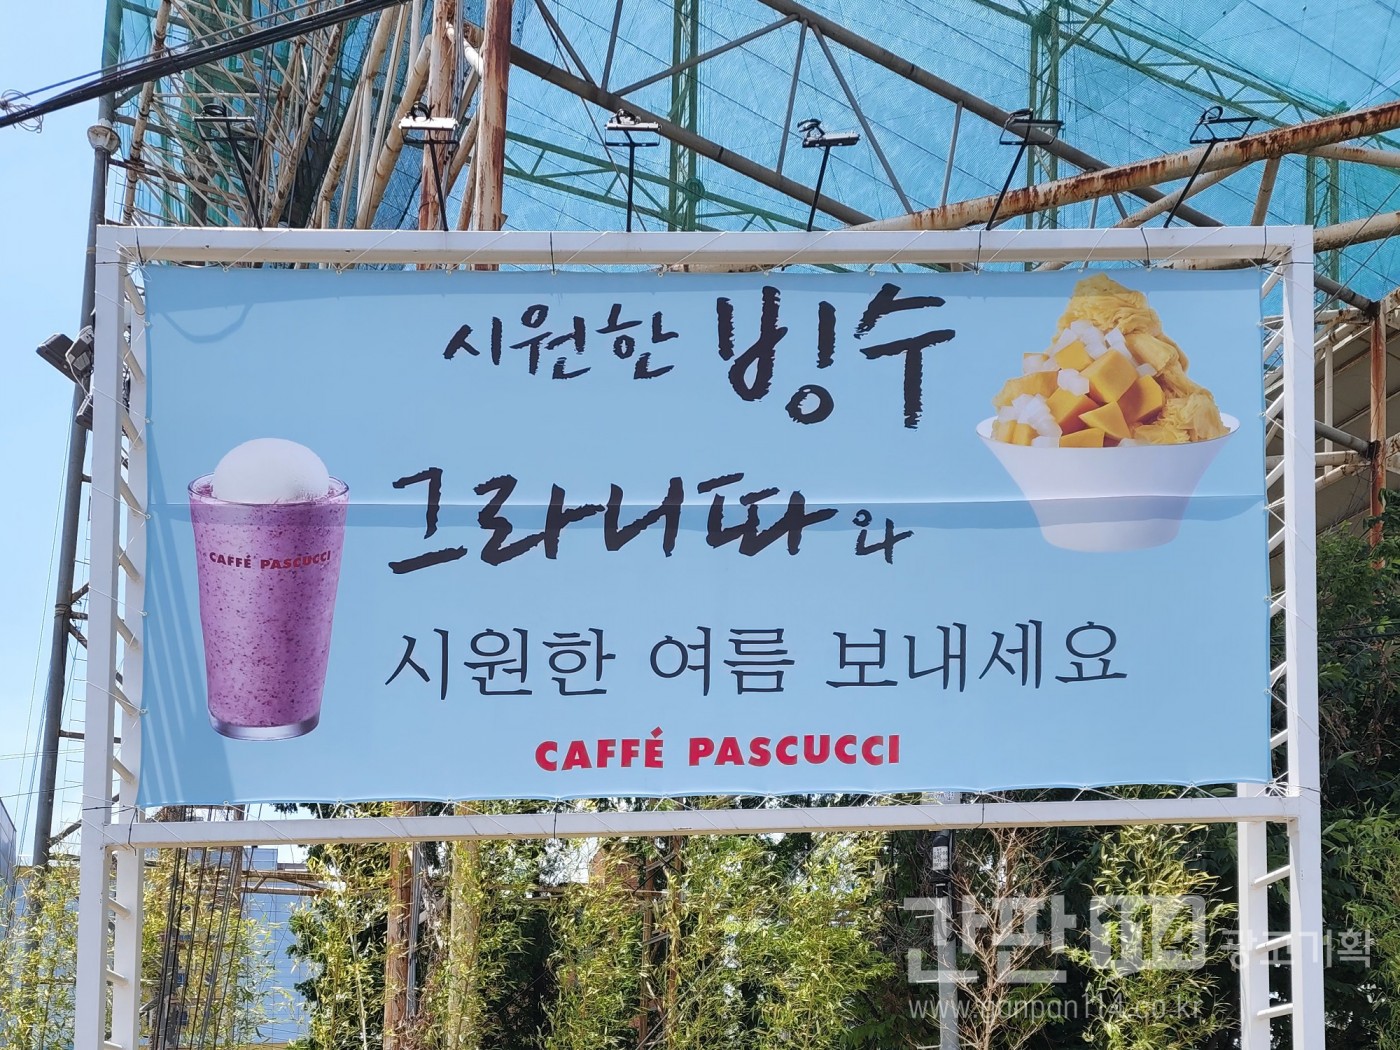 시원한 빙수
그라니따와
시원한 여름 보내세요
CAFFÉ PASCUCCI
CAFFÉ PASCUCCI
간판114 광고기획
www.ganpan114.co.kr